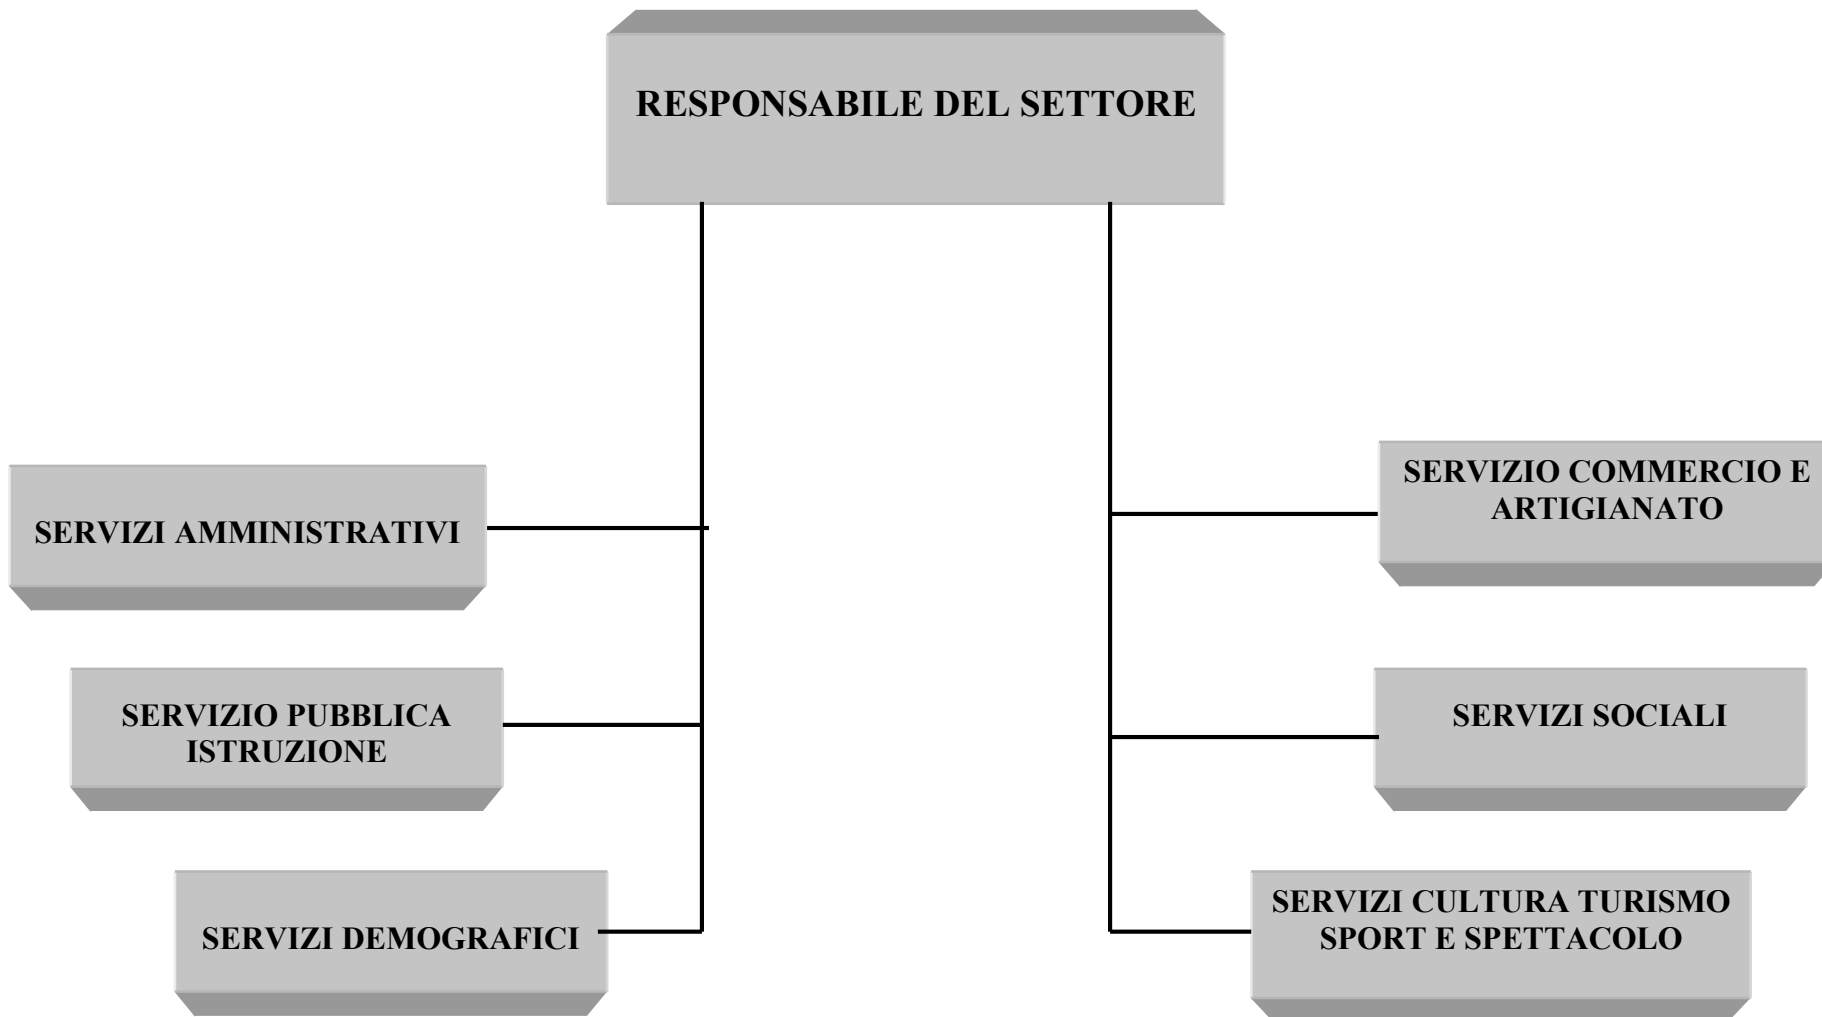 RESPONSABILE DEL SETTORE
SERVIZI AMMINISTRATIVI
SERVIZIO PUBBLICA
ISTRUZIONE
SERVIZI DEMOGRAFICI
SERVIZIO COMMERCIO E
ARTIGIANATO
SERVIZI SOCIALI
SERVIZI CULTURA TURISMO
SPORT E SPETTACOLO